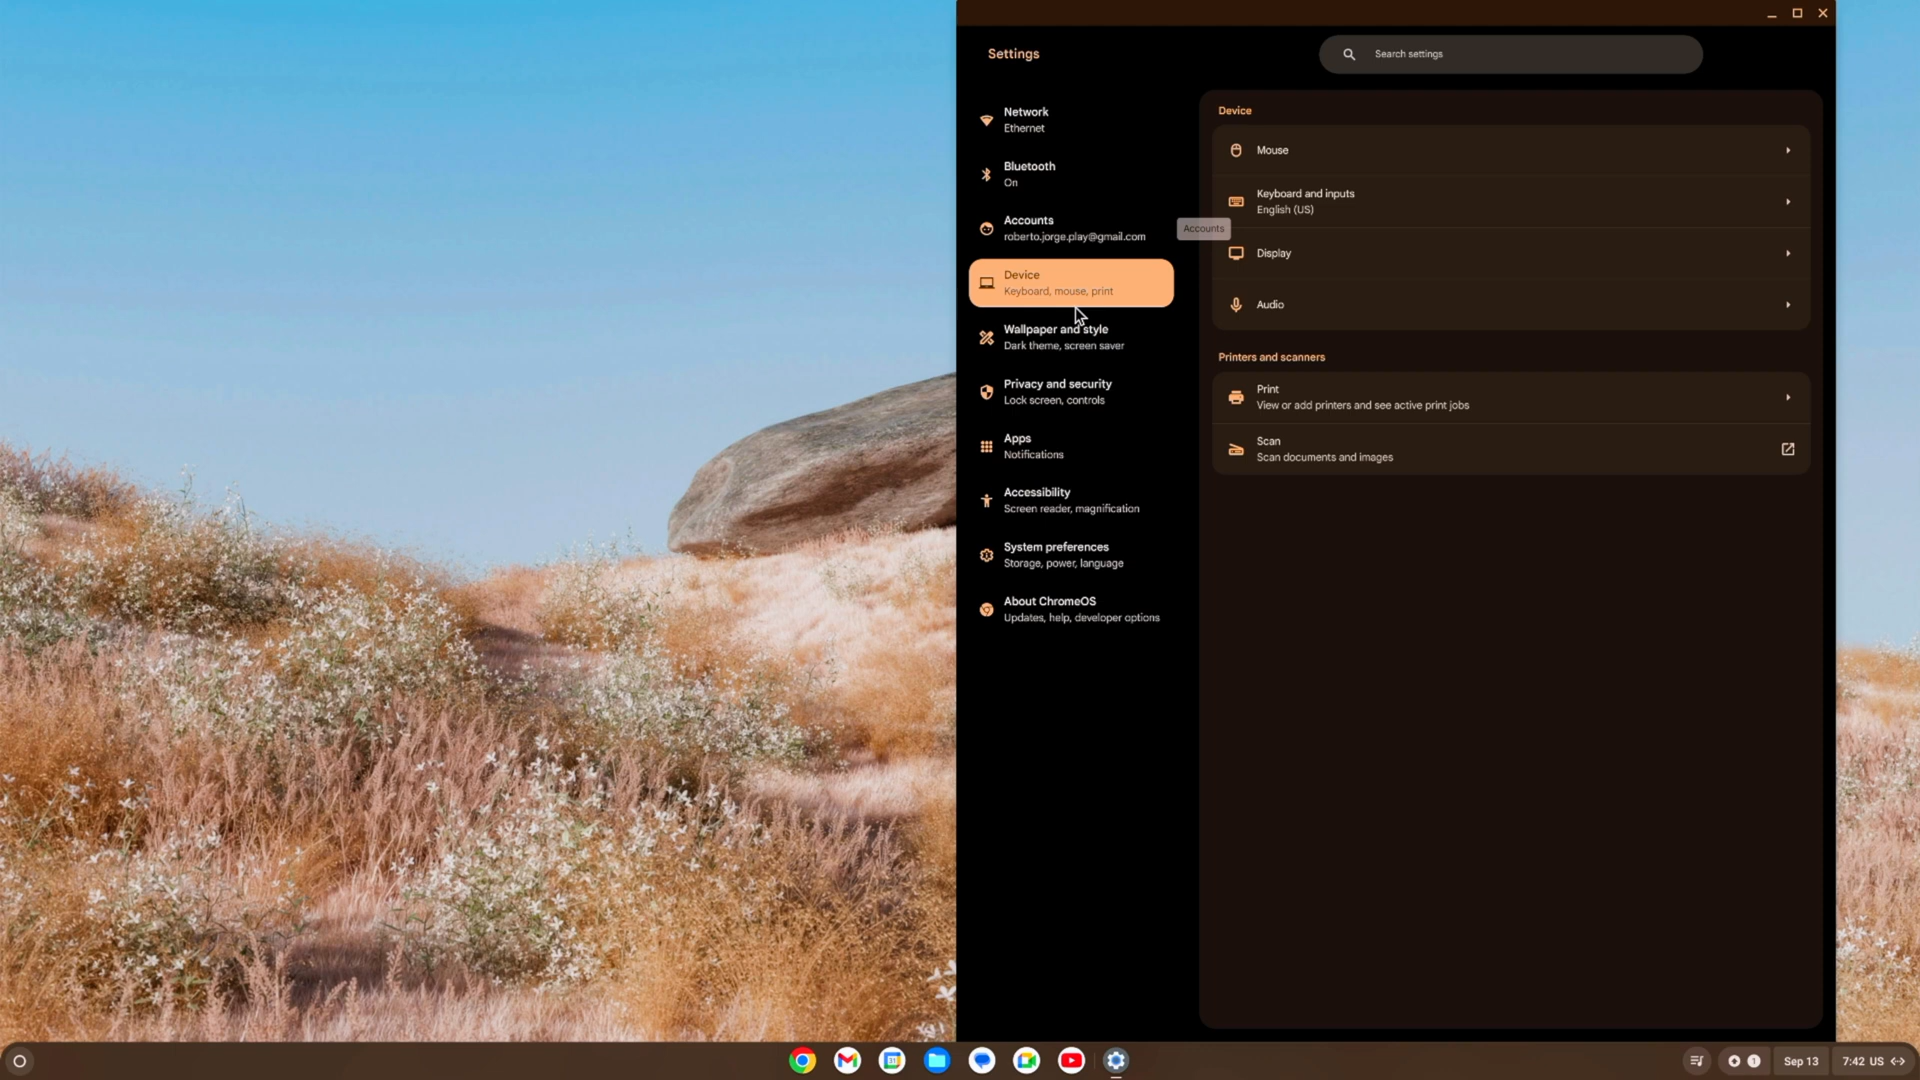 Settings
Search settings
Network
Ethernet
Bluetooth
On
Accounts
roberto.jorge.play@gmail.com
Device
Keyboard, mouse, print
Wallpaper and style
Dark theme, screen saver
Privacy and security
Lock screen, controls
Apps
Notifications
Accessibility
Screen reader, magnification
System preferences
Storage, power, language
About ChromeOS
Updates, help, developer options
Accounts
Device
Mouse
Keyboard and inputs
English (US)
Display
Audio
Printers and scanners
Print
View or add printers and see active print jobs
Scan
Scan documents and images
31
1
Sep 13
7:42 US